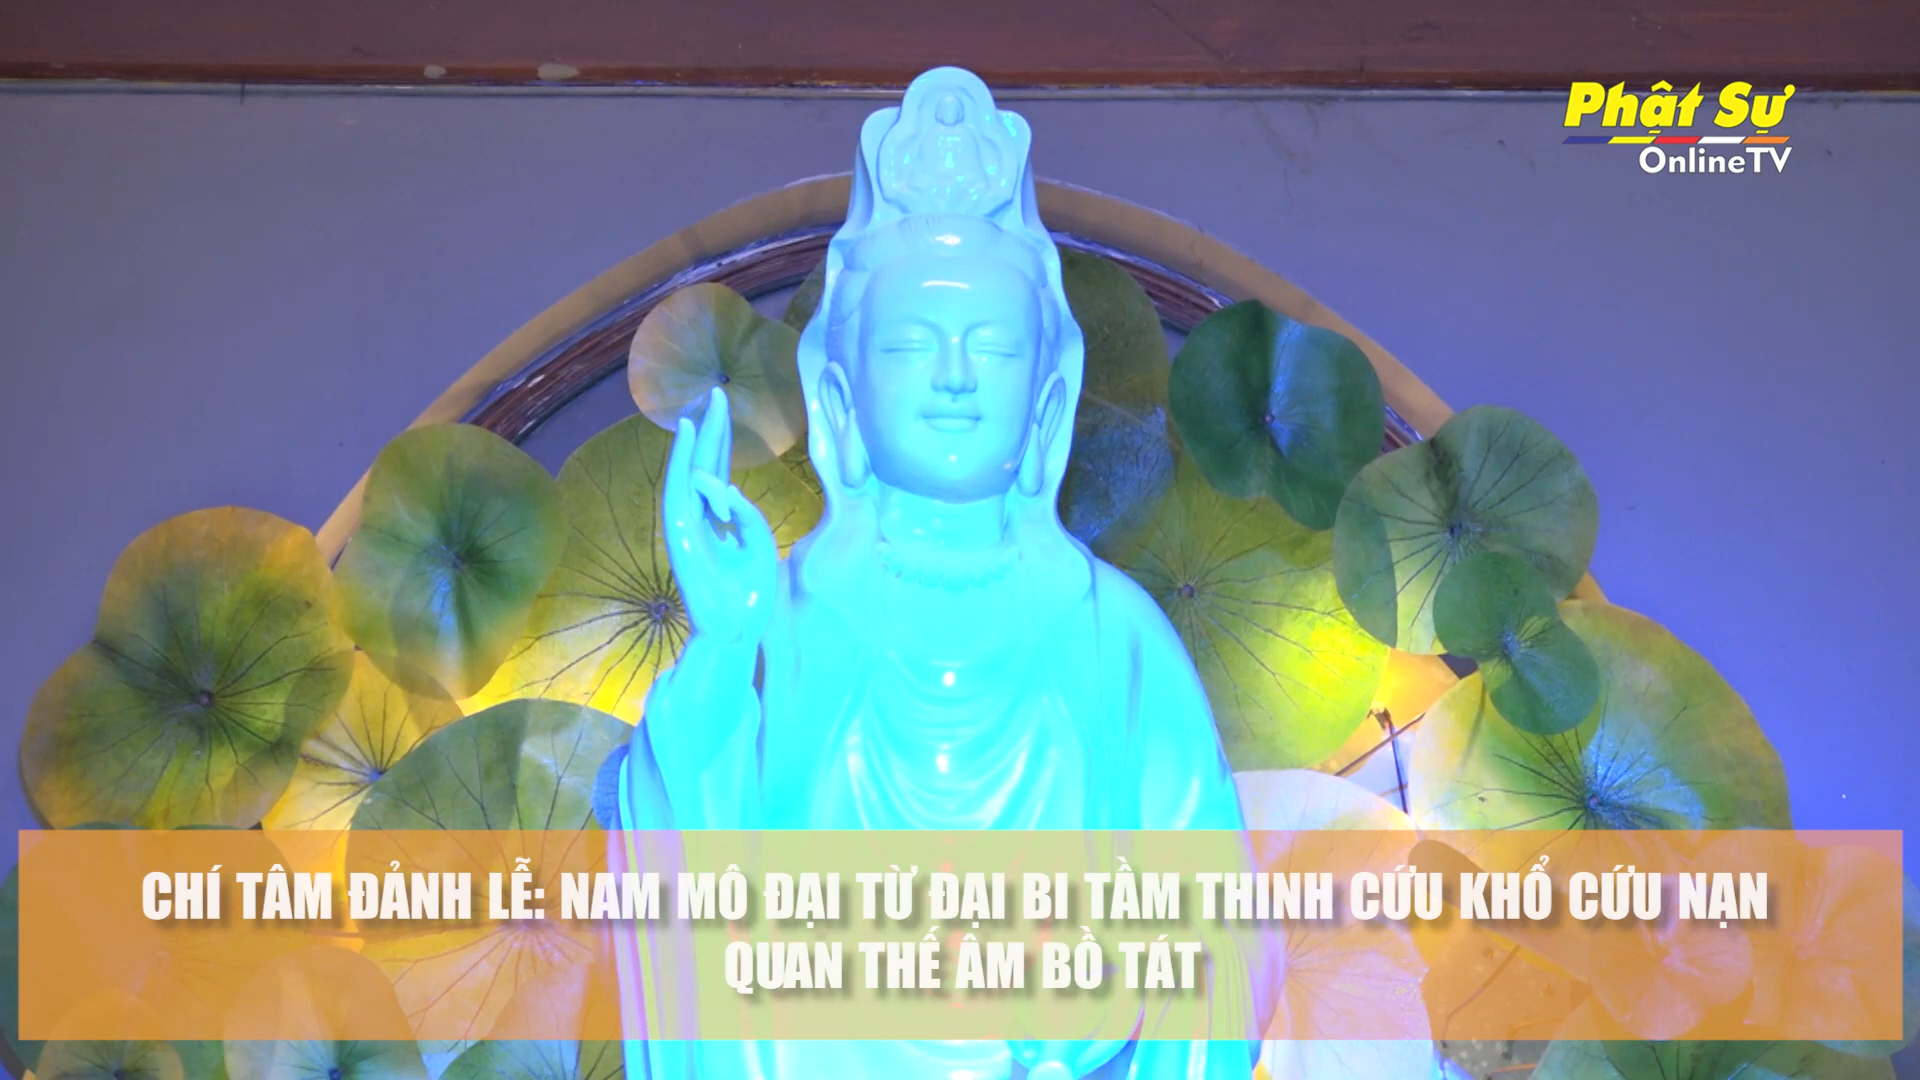 Phật Sự
OnlineTV
CHÍ TÂM ĐẢNH LỄ: NAM MÔ ĐẠI TỪ ĐẠI BI TẦM THINH CỨU KHỔ CỨU NẠN
QUAN THẾ ÂM BỒ TÁT